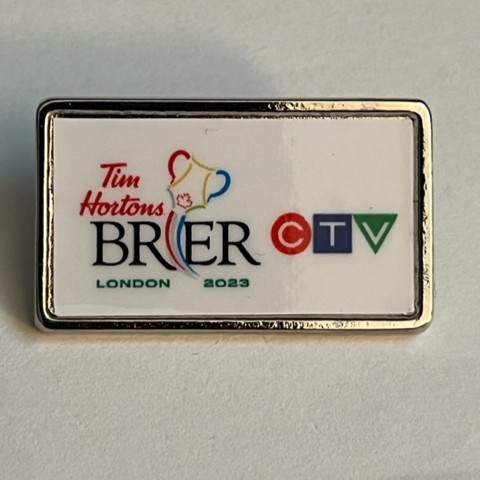 Tim
Hortons
BRIER
LONDON 2023
CTV